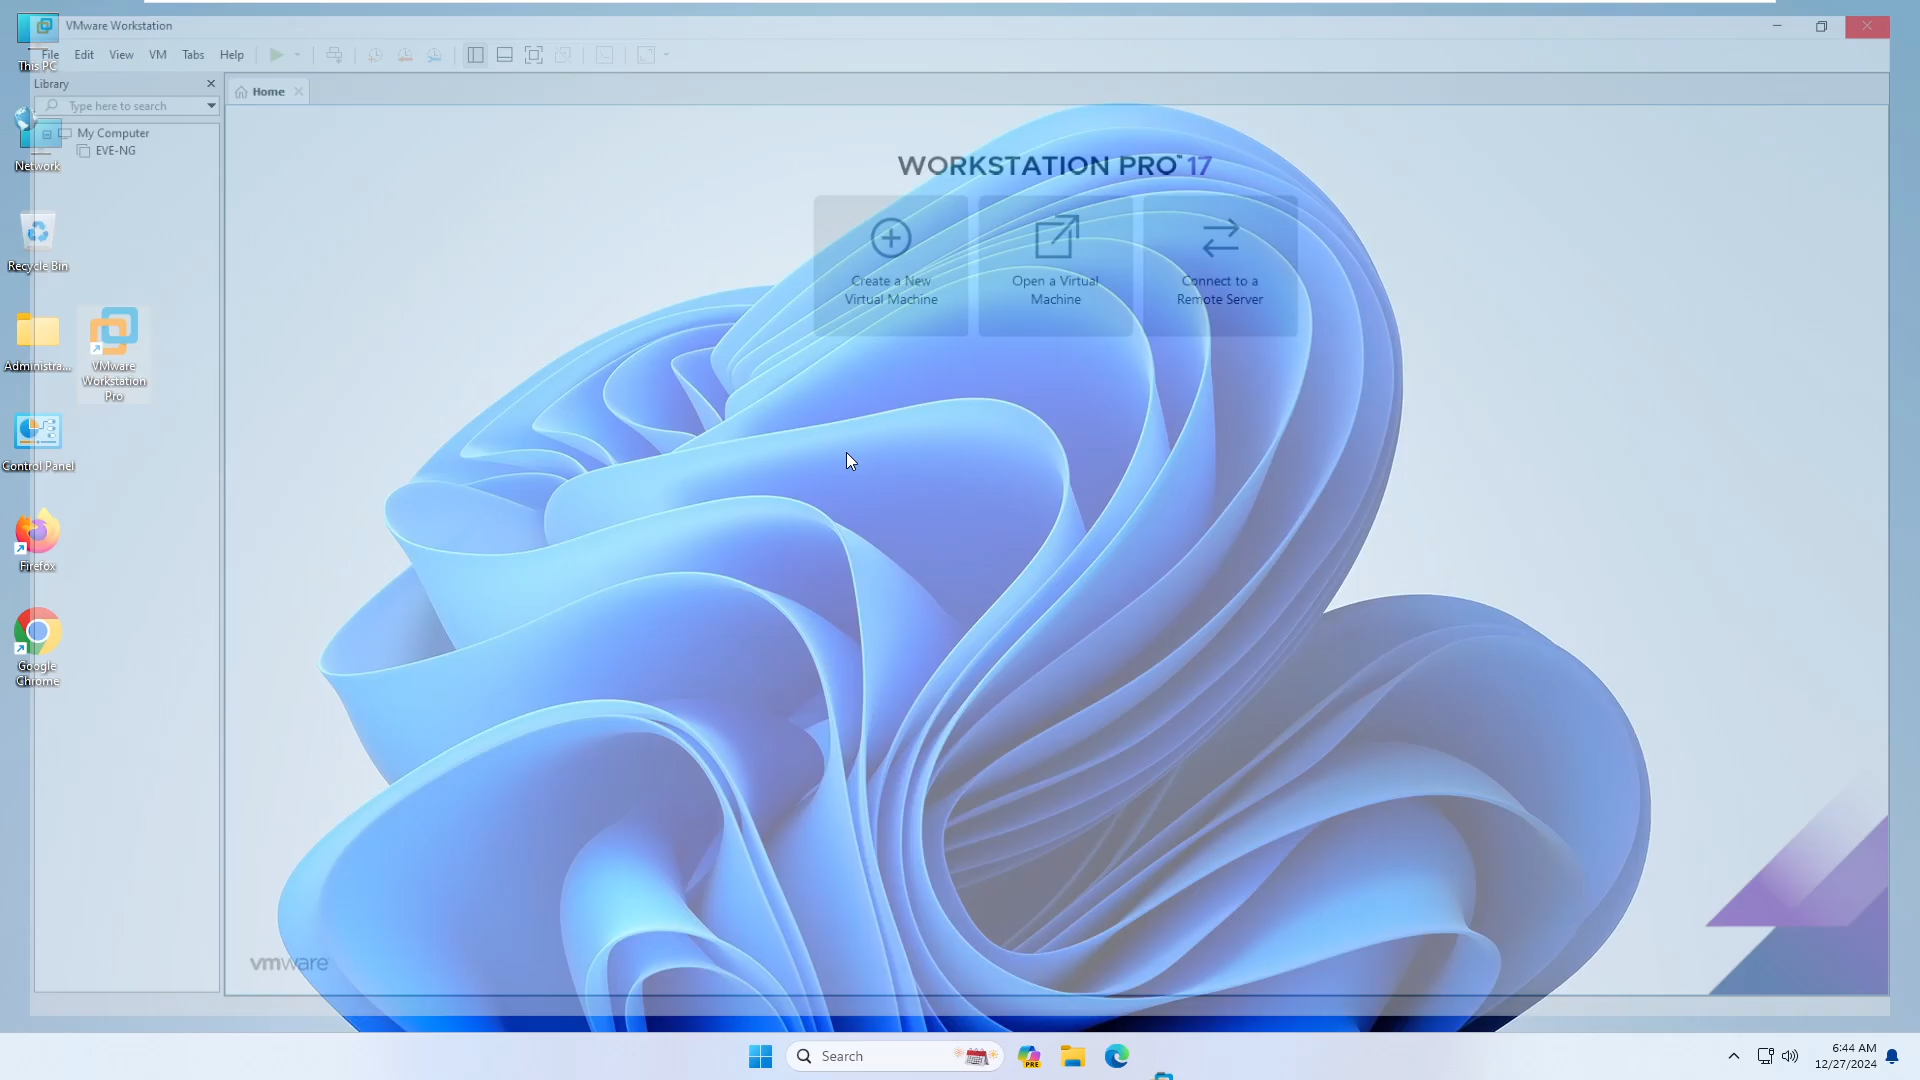 VMware Workstation
File Edit View VM Tabs Help
This PC
Library
Home
Type here to search
My Computer
EVE-NG
Network
WORKSTATION PRO™ 17
Create a New
Virtual Machine
Open a Virtual
Machine
Connect to a
Remote Server
Recycle Bin
Administra...
VMware
Workstation
Pro
Control Panel
Firefox
Google
Chrome
vmware
Search
PRE
6:44 AM
12/27/2024